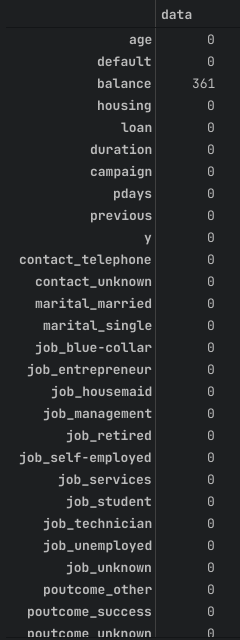 data
age 0
default 0
balance 361
housing 0
loan 0
duration 0
campaign 0
pdays 0
previous 0
y 0
contact_telephone 0
contact_unknown 0
marital_married 0
marital_single 0
job_blue-collar 0
job_entrepreneur 0
job_housemaid 0
job_management 0
job_retired 0
job_self-employed 0
job_services 0
job_student 0
job_technician 0
job_unemployed 0
job_unknown 0
poutcome_other 0
poutcome_success 0
poutcome_unknown 0